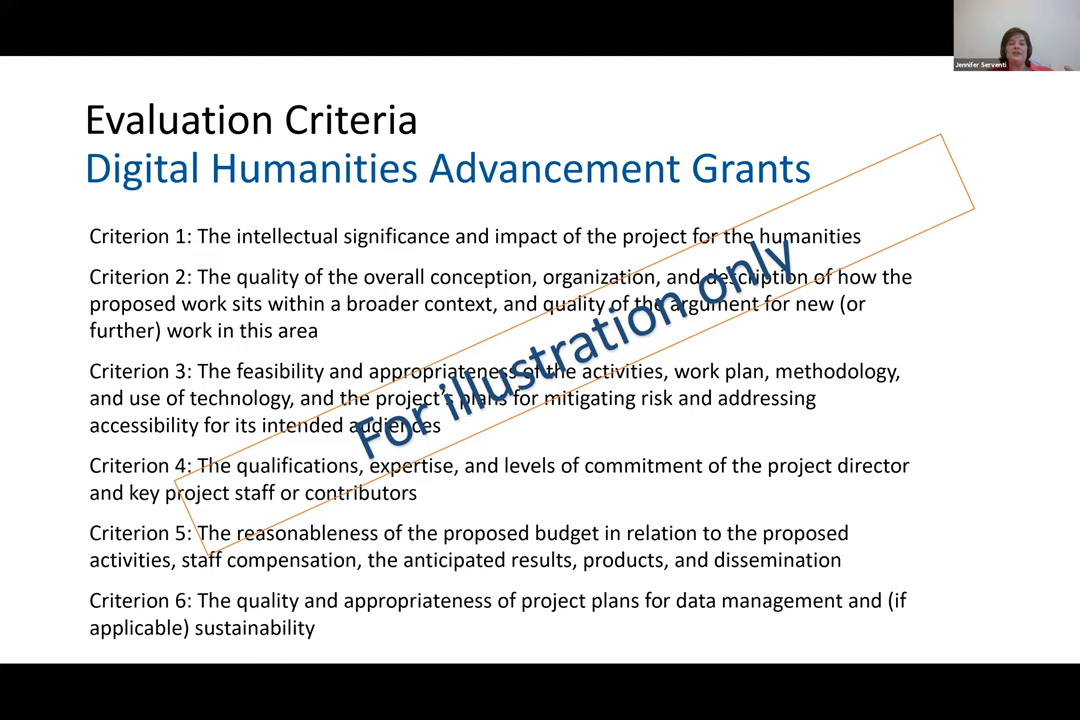 Jennifer Serventi
Evaluation Criteria
Digital Humanities Advancement Grants
Criterion 1: The intellectual significance and impact of the project for the humanities
Criterion 2: The quality of the overall conception, organization, and description of how the
proposed work sits within a broader context, and quality of the argument for new (or
further) work in this area
Criterion 3: The feasibility and appropriateness of the activities, work plan, methodology,
and use of technology, and the project's plans for mitigating risk and addressing
accessibility for its intended audiences
Criterion 4: The qualifications, expertise, and levels of commitment of the project director
and key project staff or contributors
Criterion 5: The reasonableness of the proposed budget in relation to the proposed
activities, staff compensation, the anticipated results, products, and dissemination
Criterion 6: The quality and appropriateness of project plans for data management and (if
applicable) sustainability
For illustration only